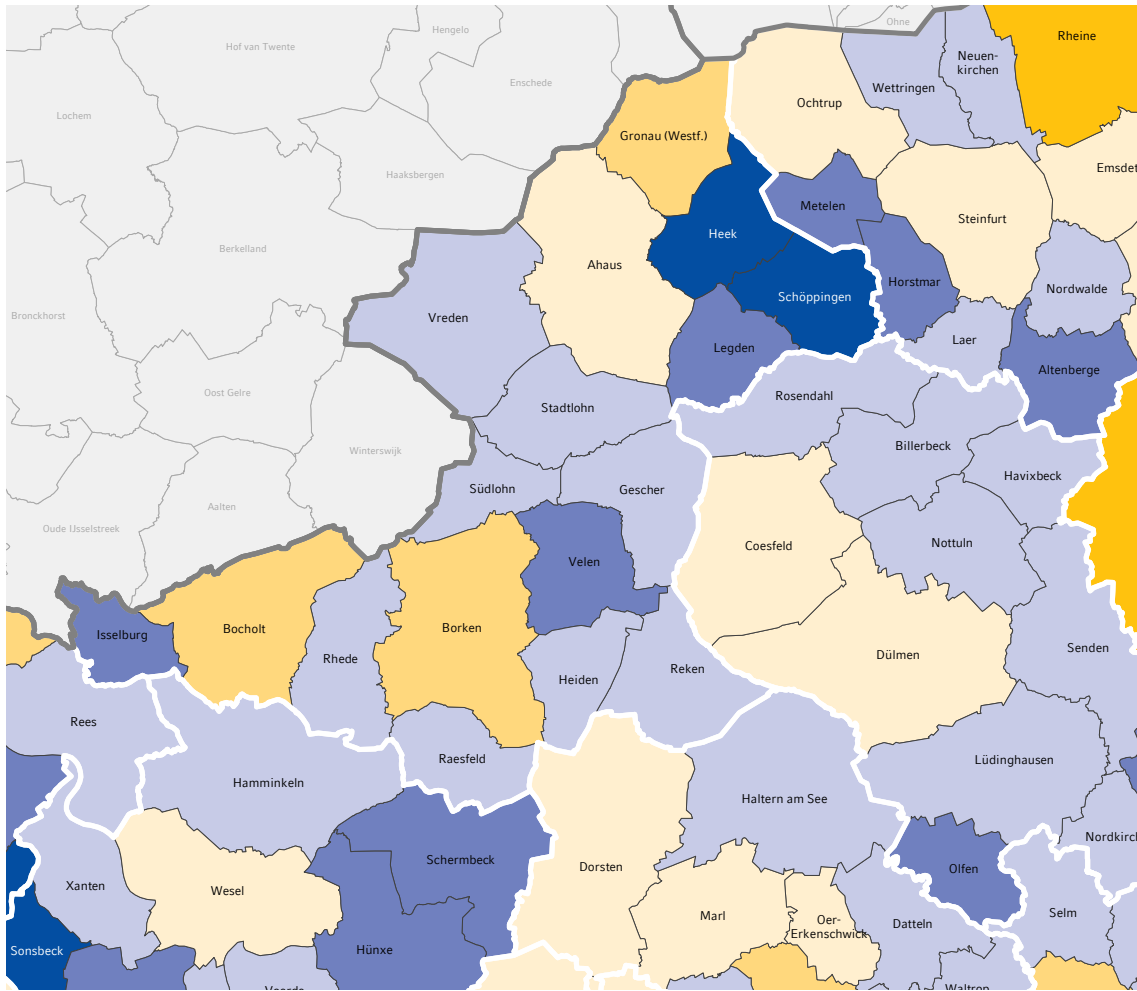 Ohne
Hengelo
Rheine
Hof van Twente
Neuen-
kirchen
Enschede
Wettringen
Ochtrup
Lochem
Gronau (Westf.)
Emsdet
Haaksbergen
Metelen
Steinfurt
Heek
Berkelland
Ahaus
Horstmar
Nordwalde
Schöppingen
Bronckhorst
Vreden
Laer
Legden
Altenberge
Oost Gelre
Rosendahl
Stadtlohn
Billerbeck
Winterswijk
Havixbeck
Südlohn
Gescher
Aalten
Oude IJsselstreek
Nottuln
Coesfeld
Velen
Isselburg
Bocholt
Borken
Senden
Dülmen
Rhede
Reken
Heiden
Rees
Raesfeld
Lüdinghausen
Hamminkeln
Haltern am See
Nordkirch
Schermbeck
Dorsten
Olfen
Xanten
Wesel
Selm
Marl
Oer-
Erkenschwick
Datteln
Sonsbeck
Hünxe
Voerde
Waltrop